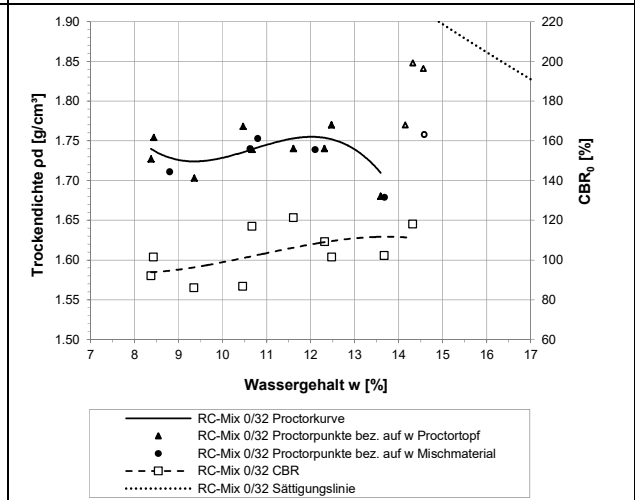 1.90
1.85
1.80
1.75
1.70
1.65
1.60
1.55
1.50
Trockendichte ρd [g/cm³]
220
200
180
160
140
120
100
80
60
CBR₀ [%]
7 8 9 10 11 12 13 14 15 16 17
Wassergehalt w [%]
RC-Mix 0/32 Proctorkurve
RC-Mix 0/32 Proctorpunkte bez. auf w Proctortopf
RC-Mix 0/32 Proctorpunkte bez. auf w Mischmaterial
RC-Mix 0/32 CBR
RC-Mix 0/32 Sättigungslinie